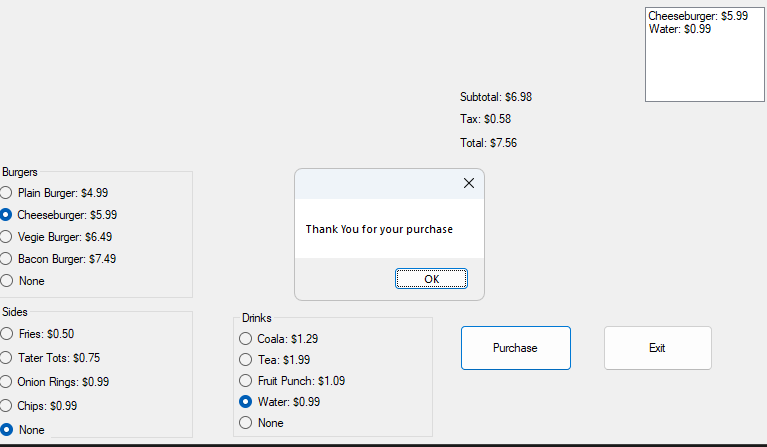 Cheeseburger: $5.99
Water: $0.99
Subtotal: $6.98
Tax: $0.58
Total: $7.56
Burgers
Plain Burger: $4.99
Cheeseburger: $5.99
Vegie Burger: $6.49
Bacon Burger: $7.49
None
Thank You for your purchase
OK
Sides
Fries: $0.50
Tater Tots: $0.75
Onion Rings: $0.99
Chips: $0.99
None
Drinks
Coala: $1.29
Tea: $1.99
Fruit Punch: $1.09
Water: $0.99
None
Purchase
Exit